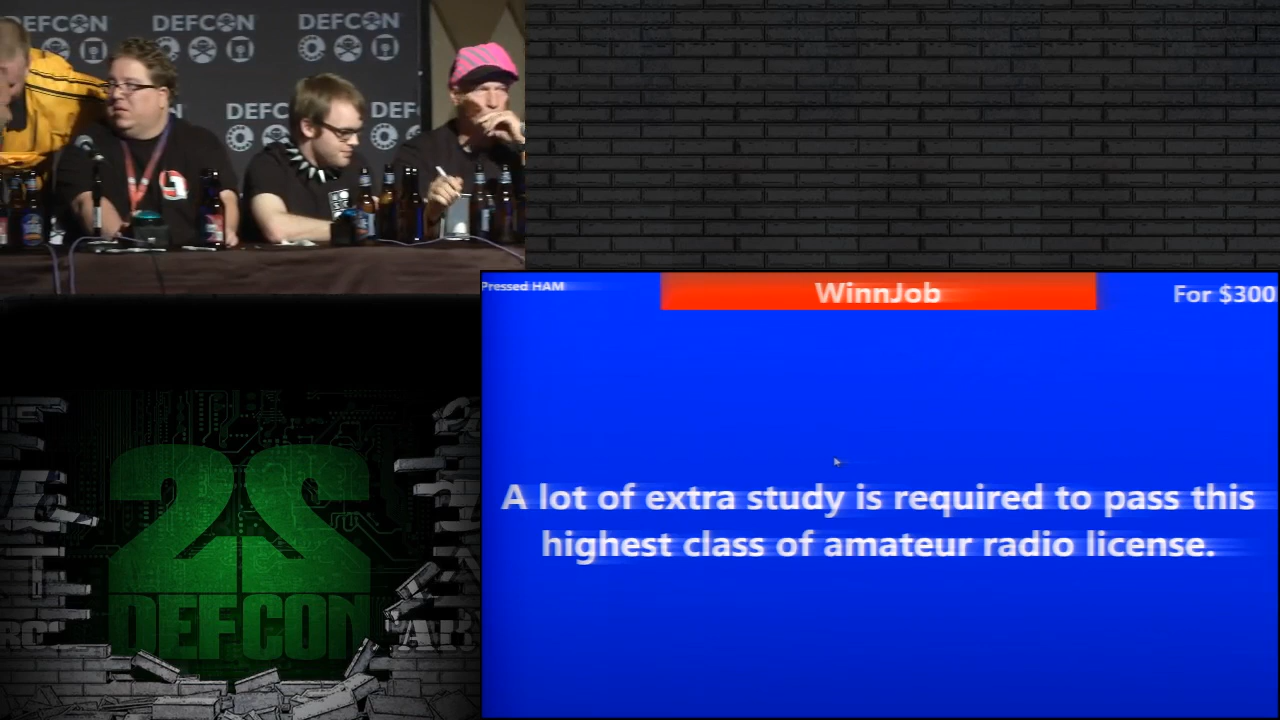 DEFCON DEFCON DEFCON
DEFCON DEF
Pressed HAM
WinnJob
For $300
A lot of extra study is required to pass this
highest class of amateur radio license.
22
DEFCON